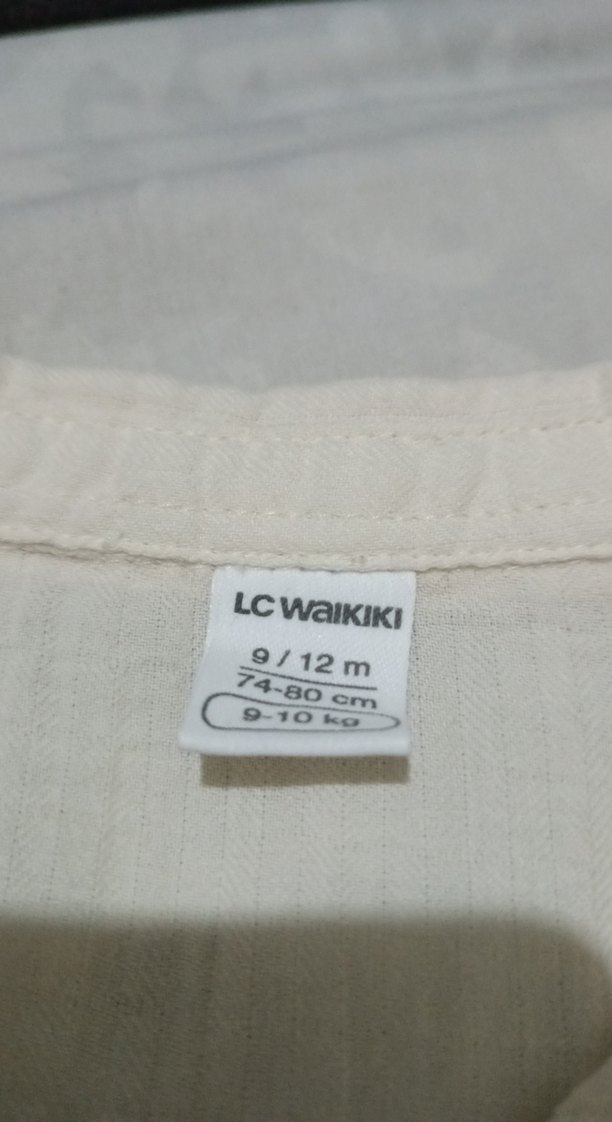 LC WAIKIKI
9 / 12 m
74-80 cm
9-10 kg